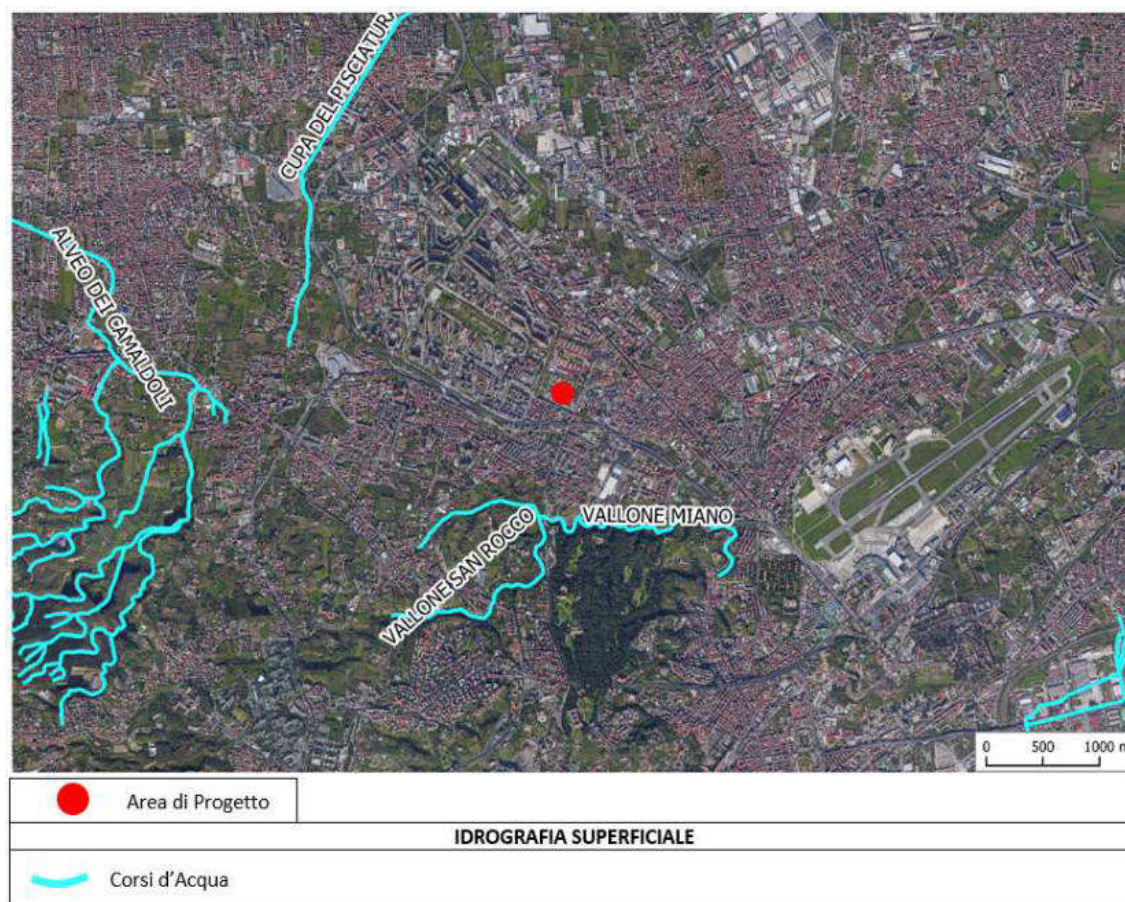 CUPA DEL PISCIATURA
ALVEO DEI CAMALDOLI
VALLONE SAN ROCCO
VALLONE MIANO
0 500 1000 m
Area di Progetto
IDROGRAFIA SUPERFICIALE
Corsi d'Acqua